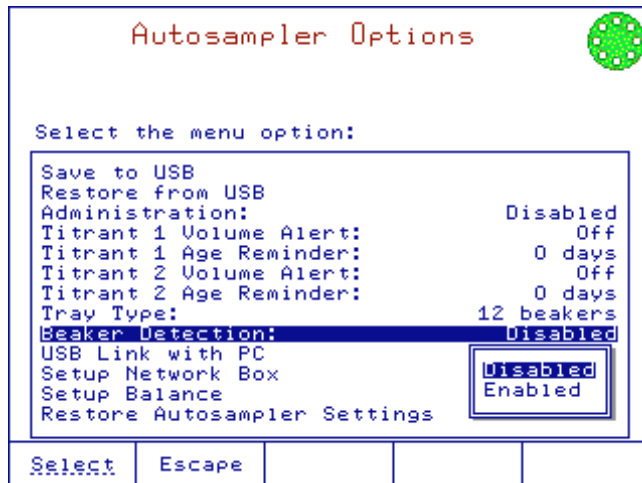 Autosampler Options
Select the menu option:
Save to USB
Restore from USB
Administration: Disabled
Titrant 1 Volume Alert: Off
Titrant 1 Age Reminder: 0 days
Titrant 2 Volume Alert: Off
Titrant 2 Age Reminder: 0 days
Tray Type: 12 beakers
Beaker Detection: Disabled
USB Link with PC
Setup Network Box
Setup Balance
Restore Autosampler Settings
Disabled
Enabled
Select Escape